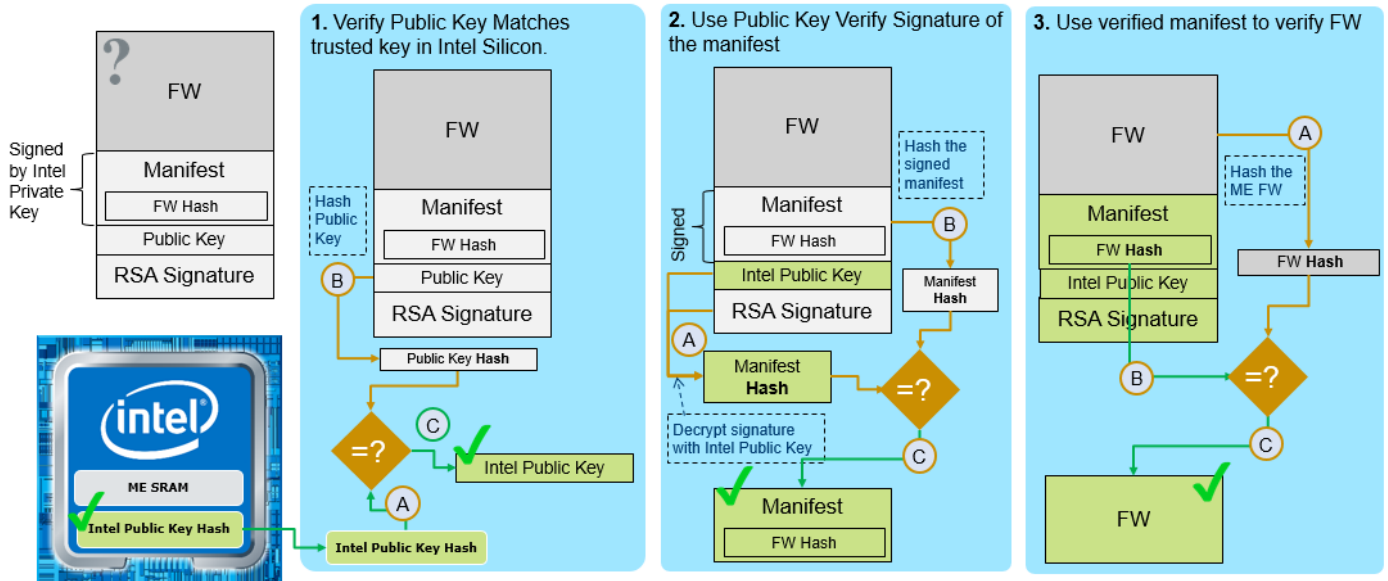 ?
FW
Signed
by Intel
Private
Key
Manifest
FW Hash
Public Key
RSA Signature
intel®
ME SRAM
Intel Public Key Hash
1. Verify Public Key Matches
trusted key in Intel Silicon.
FW
Hash
Public
Key
Manifest
FW Hash
B
Public Key
RSA Signature
Public Key Hash
=?
C
Intel Public Key
A
Intel Public Key Hash
2. Use Public Key Verify Signature of
the manifest
FW
Hash the
signed
manifest
Signed
Manifest
FW Hash
B
Intel Public Key
RSA Signature
Manifest
Hash
A
Manifest
Hash
=?
Decrypt signature
with Intel Public Key
C
Manifest
FW Hash
3. Use verified manifest to verify FW
FW
A
Hash the
ME FW
Manifest
FW Hash
Intel Public Key
RSA Signature
FW Hash
B
=?
C
FW